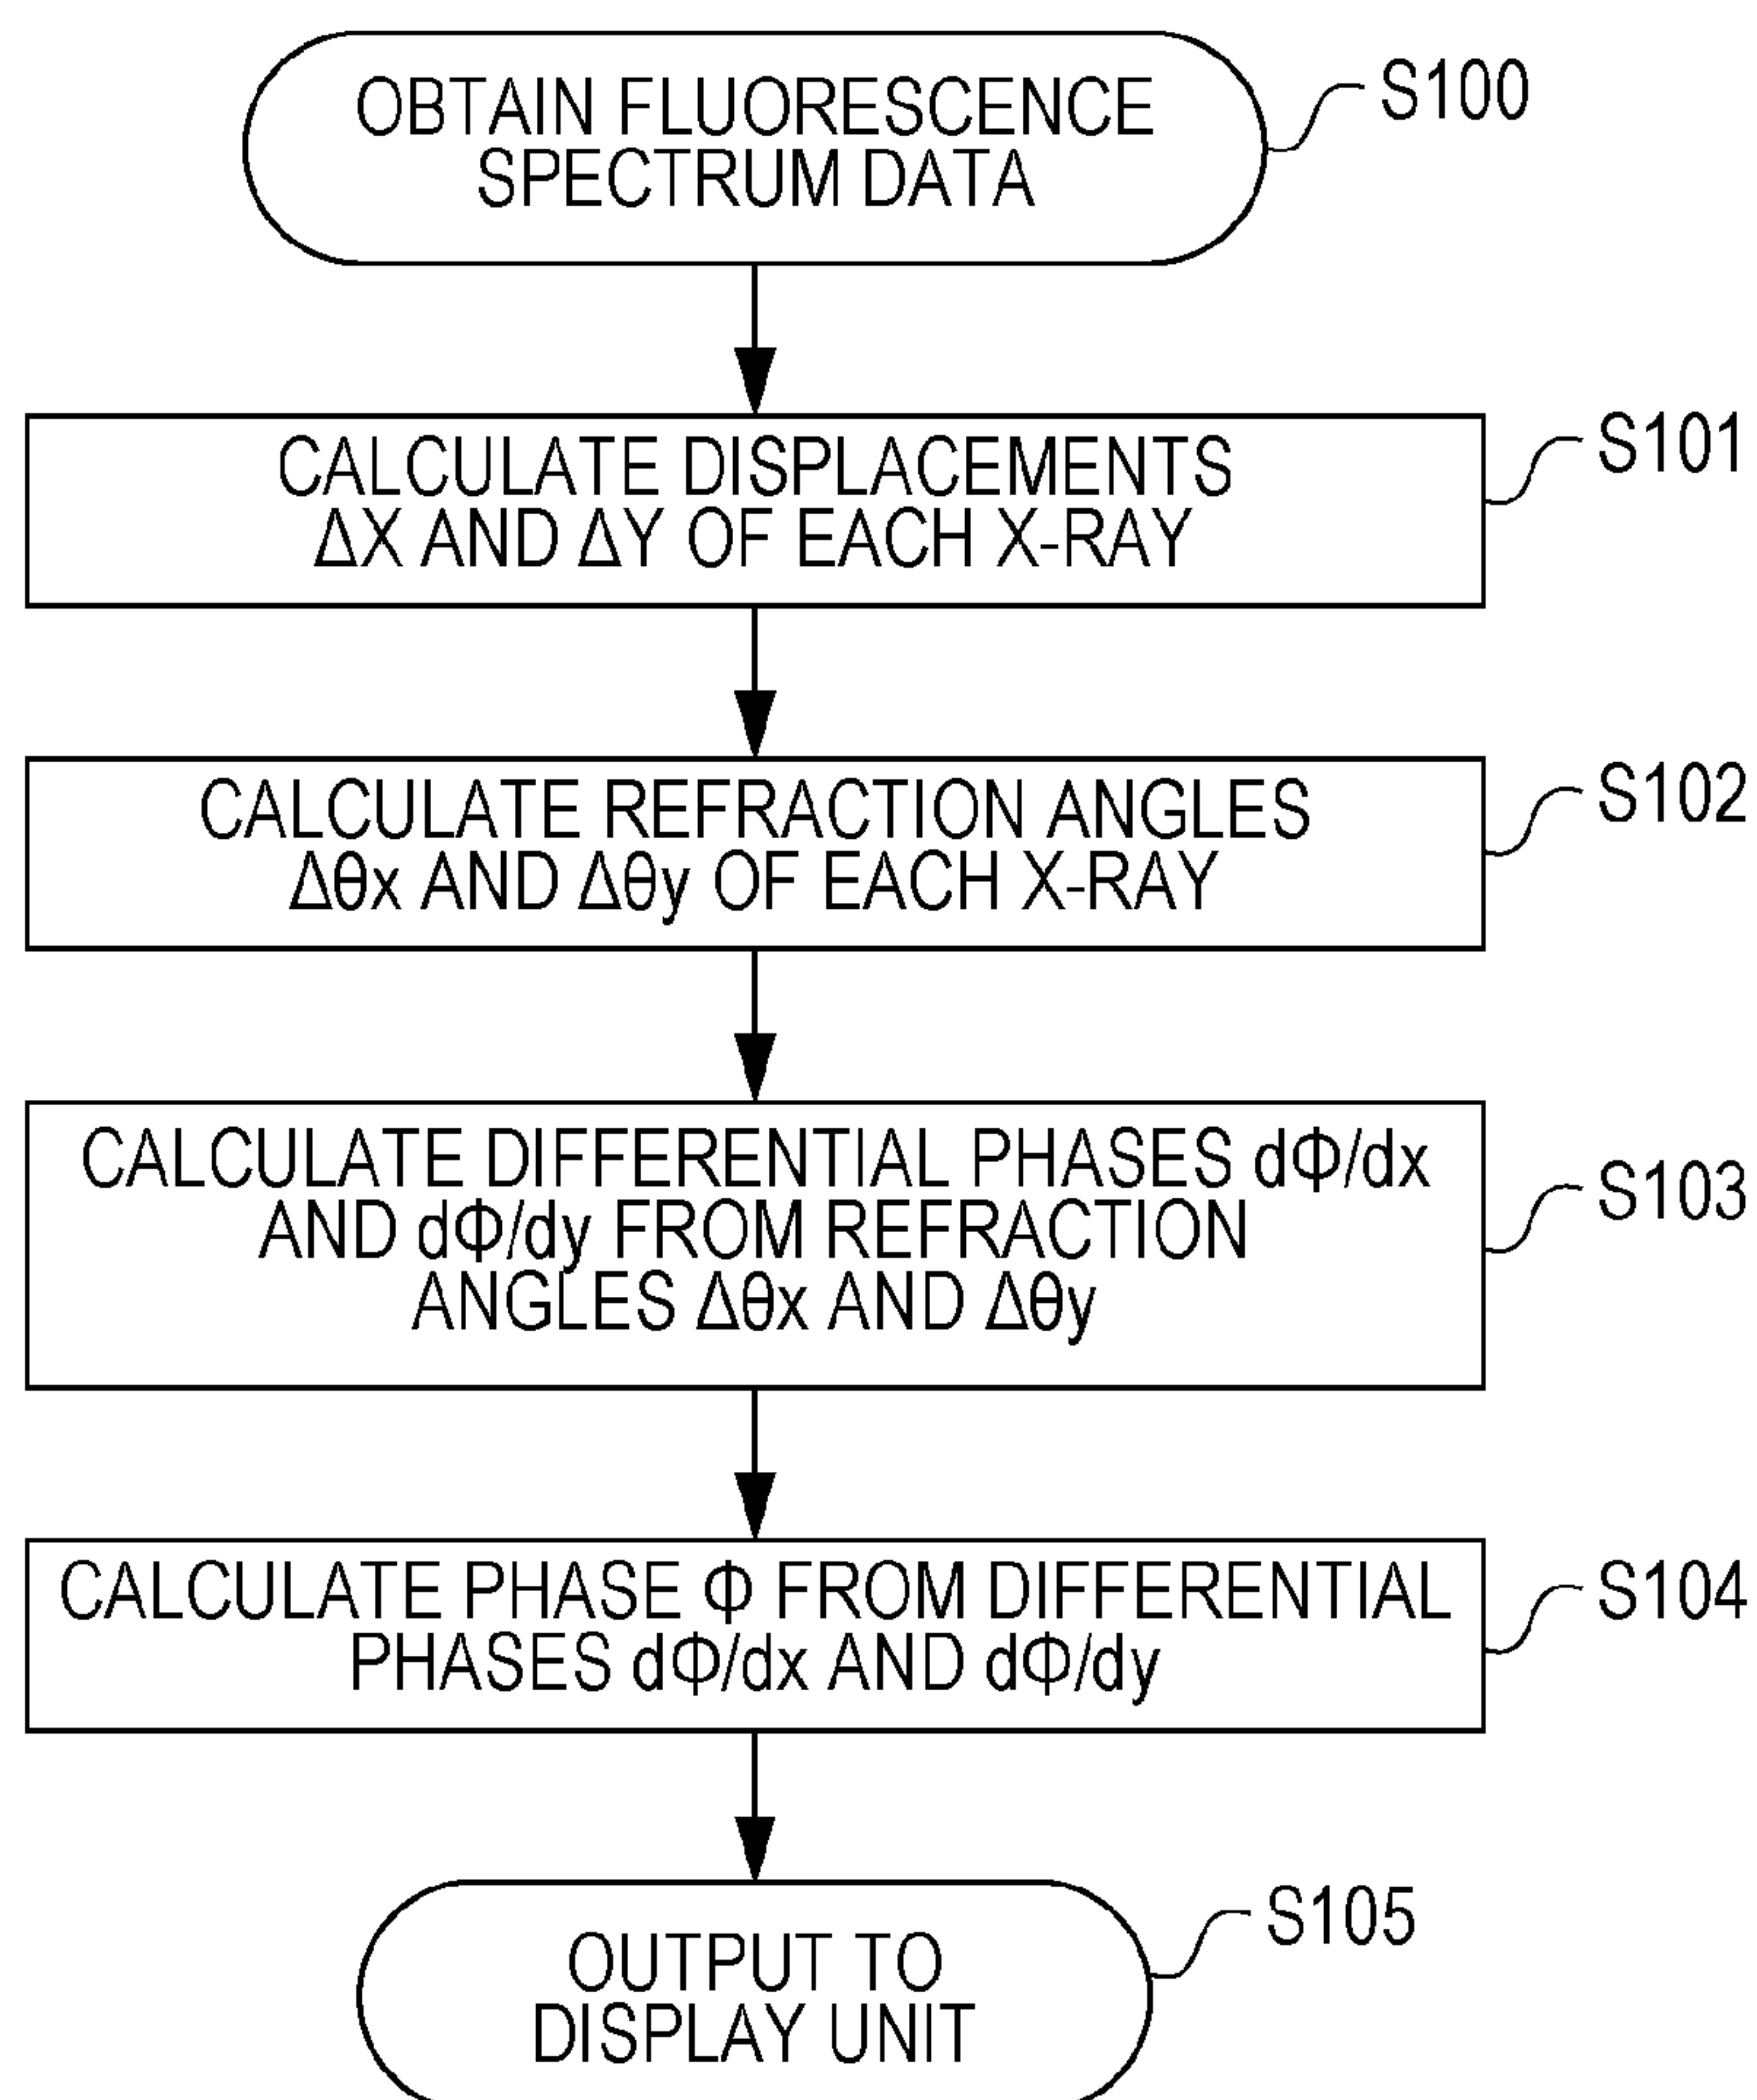 OBTAIN FLUORESCENCE
SPECTRUM DATA
S100
CALCULATE DISPLACEMENTS
ΔX AND ΔY OF EACH X-RAY
S101
CALCULATE REFRACTION ANGLES
Δθx AND Δθy OF EACH X-RAY
S102
CALCULATE DIFFERENTIAL PHASES dΦ/dx
AND dΦ/dy FROM REFRACTION
ANGLES Δθx AND Δθy
S103
CALCULATE PHASE Φ FROM DIFFERENTIAL
PHASES dΦ/dx AND dΦ/dy
S104
OUTPUT TO
DISPLAY UNIT
S105